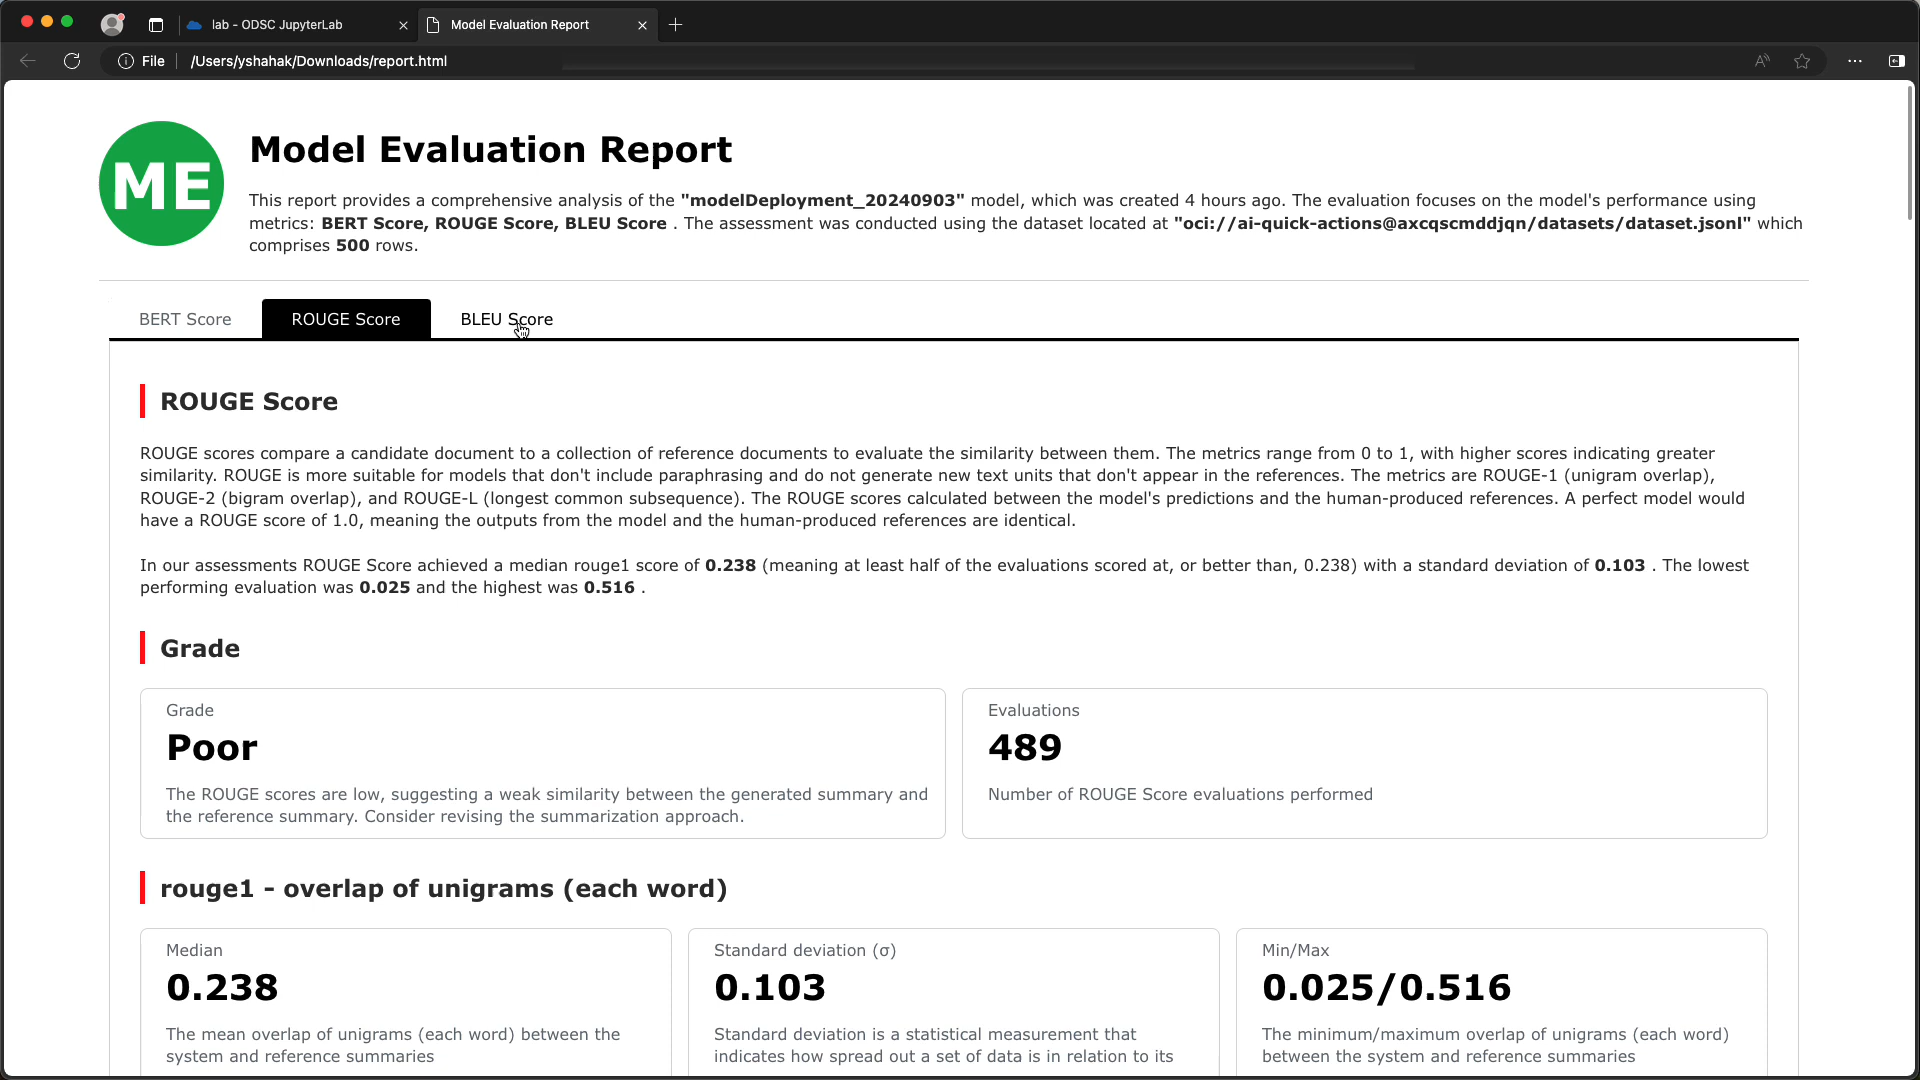 lab - ODSC JupyterLab
Model Evaluation Report
File
/Users/yshahak/Downloads/report.html
ME
Model Evaluation Report
This report provides a comprehensive analysis of the "modelDeployment_20240903" model, which was created 4 hours ago. The evaluation focuses on the model's performance using
metrics: BERT Score, ROUGE Score, BLEU Score . The assessment was conducted using the dataset located at "oci://ai-quick-actions@axcqscmddjqn/datasets/dataset.jsonl" which
comprises 500 rows.
BERT Score
ROUGE Score
BLEU Score
ROUGE Score
ROUGE scores compare a candidate document to a collection of reference documents to evaluate the similarity between them. The metrics range from 0 to 1, with higher scores indicating greater
similarity. ROUGE is more suitable for models that don't include paraphrasing and do not generate new text units that don't appear in the references. The metrics are ROUGE-1 (unigram overlap),
ROUGE-2 (bigram overlap), and ROUGE-L (longest common subsequence). The ROUGE scores calculated between the model's predictions and the human-produced references. A perfect model would
have a ROUGE score of 1.0, meaning the outputs from the model and the human-produced references are identical.
In our assessments ROUGE Score achieved a median rouge1 score of 0.238 (meaning at least half of the evaluations scored at, or better than, 0.238) with a standard deviation of 0.103 . The lowest
performing evaluation was 0.025 and the highest was 0.516 .
Grade
Grade
Poor
The ROUGE scores are low, suggesting a weak similarity between the generated summary and
the reference summary. Consider revising the summarization approach.
Evaluations
489
Number of ROUGE Score evaluations performed
rouge1 - overlap of unigrams (each word)
Median
0.238
The mean overlap of unigrams (each word) between the
system and reference summaries
Standard deviation (σ)
0.103
Standard deviation is a statistical measurement that
indicates how spread out a set of data is in relation to its
Min/Max
0.025/0.516
The minimum/maximum overlap of unigrams (each word)
between the system and reference summaries